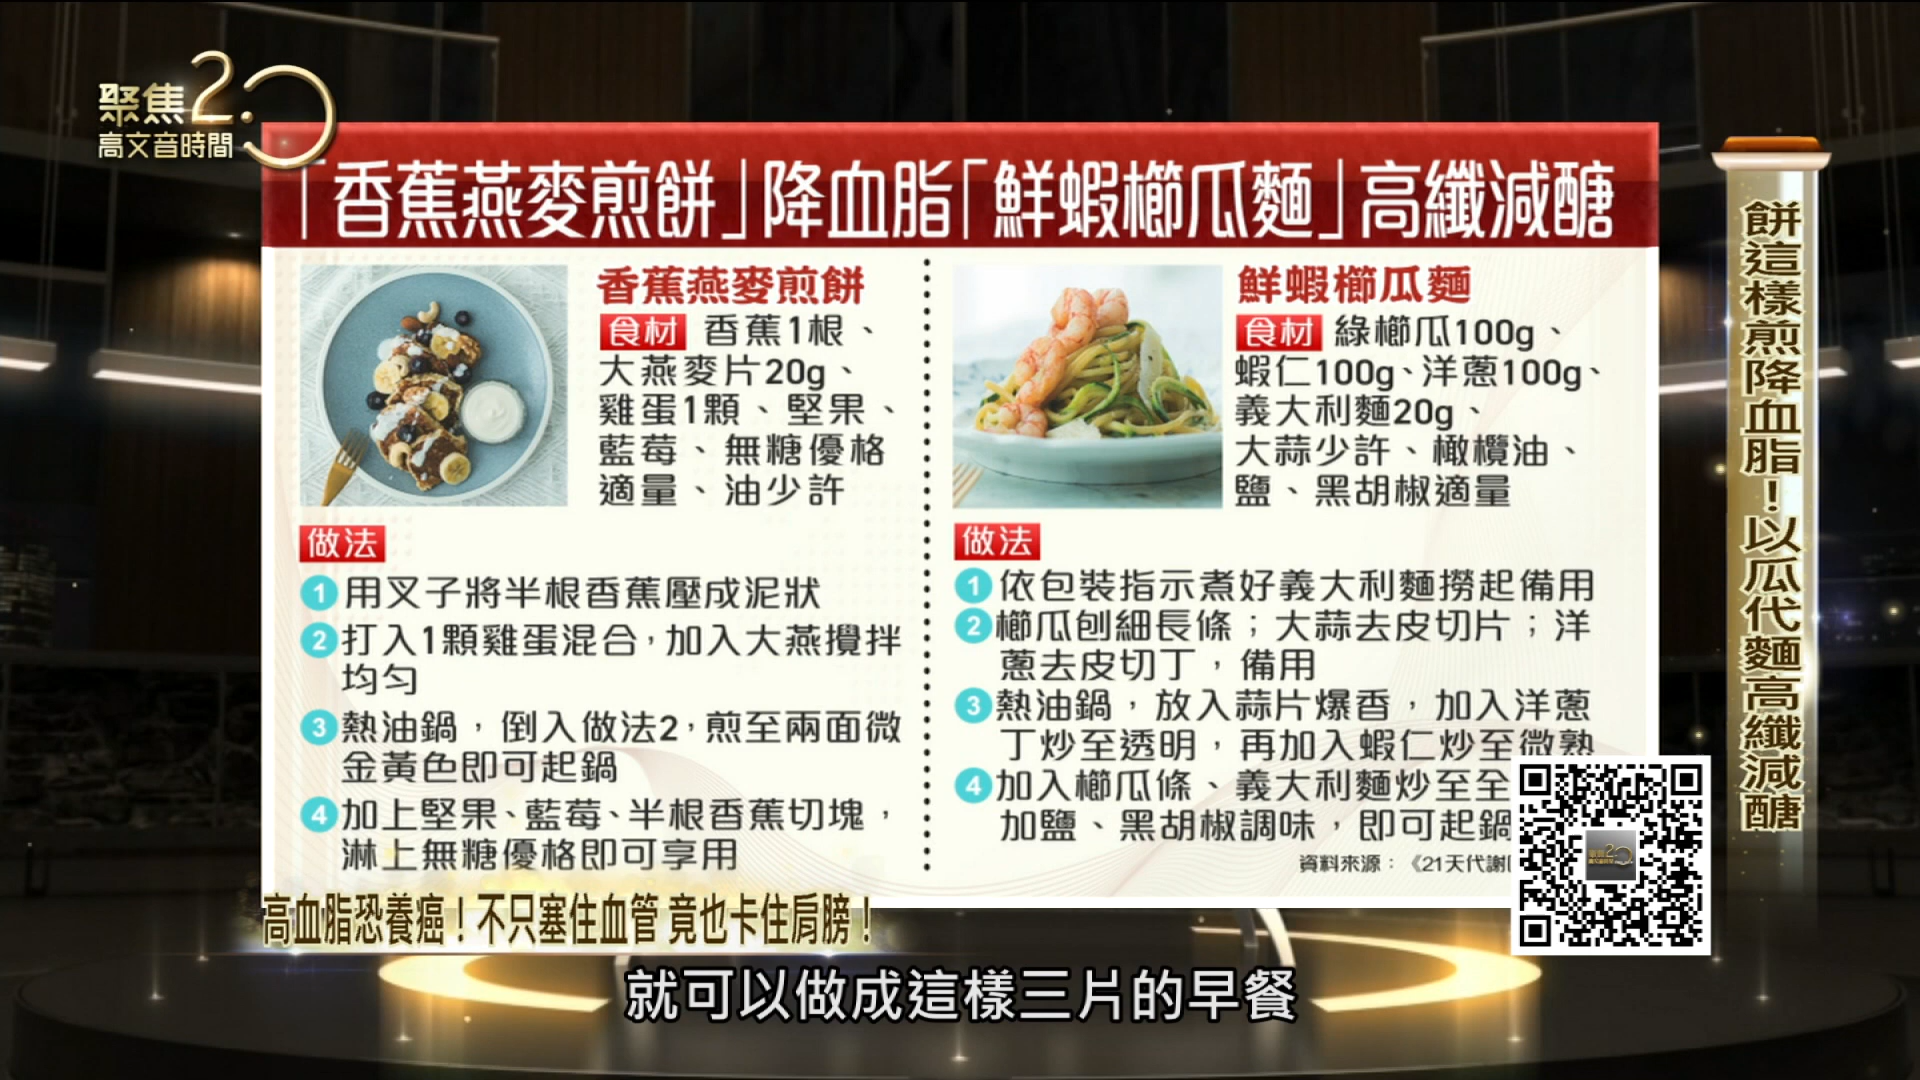 聚焦2.0
高文音時間
「香蕉燕麥煎餅」降血脂「鮮蝦櫛瓜麵」高纖減醣
香蕉燕麥煎餅
食材 香蕉1根、
大燕麥片20g、
雞蛋1顆、堅果、
藍莓、無糖優格
適量、油少許
做法
1 用叉子將半根香蕉壓成泥狀
2 打入1顆雞蛋混合,加入大燕攪拌
均勻
3 熱油鍋，倒入做法2,煎至兩面微
金黃色即可起鍋
4 加上堅果、藍莓、半根香蕉切塊，
淋上無糖優格即可享用
鮮蝦櫛瓜麵
食材 綠櫛瓜100g、
蝦仁100g、洋蔥100g、
義大利麵20g、
大蒜少許、橄欖油、
鹽、黑胡椒適量
做法
1 依包裝指示煮好義大利麵撈起備用
2 櫛瓜刨細長條；大蒜去皮切片；洋
蔥去皮切丁，備用
3 熱油鍋，放入蒜片爆香，加入洋蔥
丁炒至透明，再加入蝦仁炒至微熟
4 加入櫛瓜條、義大利麵炒至全
加鹽、黑胡椒調味，即可起鍋
資料來源：《21天代謝
餅這樣煎降血脂！以瓜代麵高纖減醣
高血脂恐養癌！不只塞住血管 竟也卡住肩膀！
就可以做成這樣三片的早餐